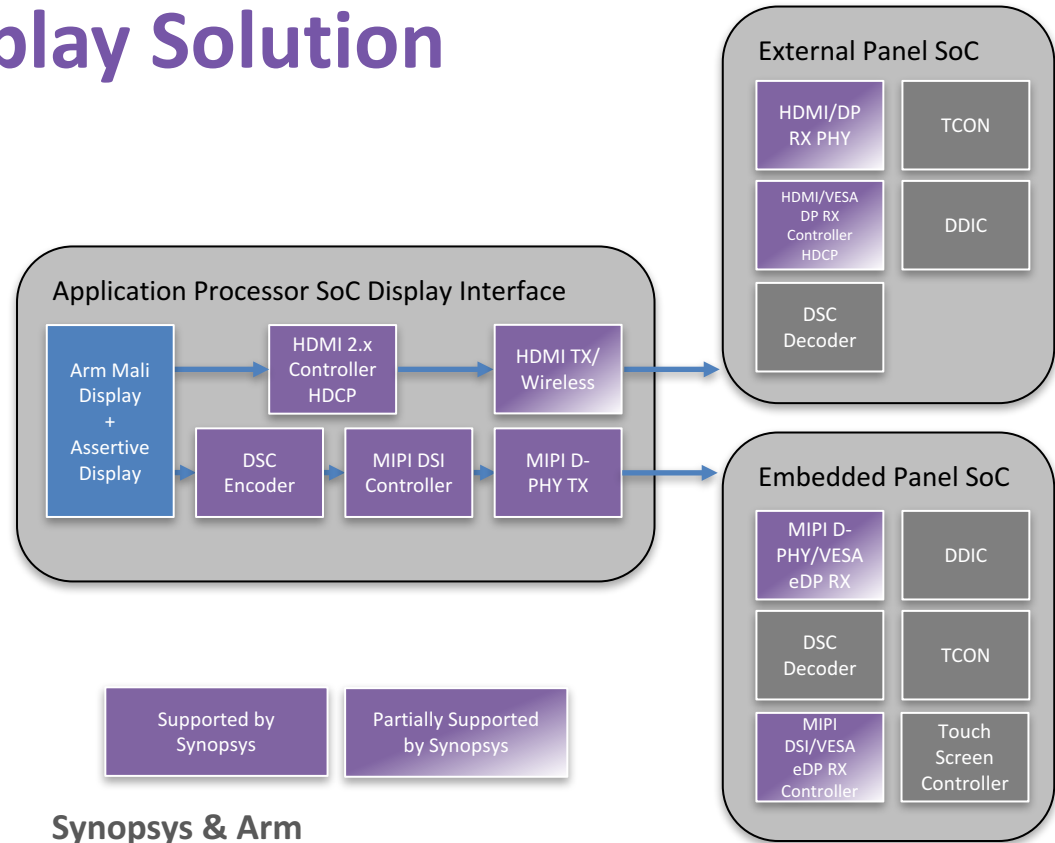 play Solution
External Panel SoC
HDMI/DP
RX PHY
TCON
HDMI/VESA
DP RX
Controller
HDCP
DDIC
DSC
Decoder
Application Processor SoC Display Interface
Arm Mali
Display
+
Assertive
Display
HDMI 2.x
Controller
HDCP
HDMI TX/
Wireless
DSC
Encoder
MIPI DSI
Controller
MIPI D-
PHY TX
Embedded Panel SoC
MIPI D-
PHY/VESA
eDP RX
DDIC
DSC
Decoder
TCON
MIPI
DSI/VESA
eDP RX
Controller
Touch
Screen
Controller
Supported by
Synopsys
Partially Supported
by Synopsys
Synopsys & Arm